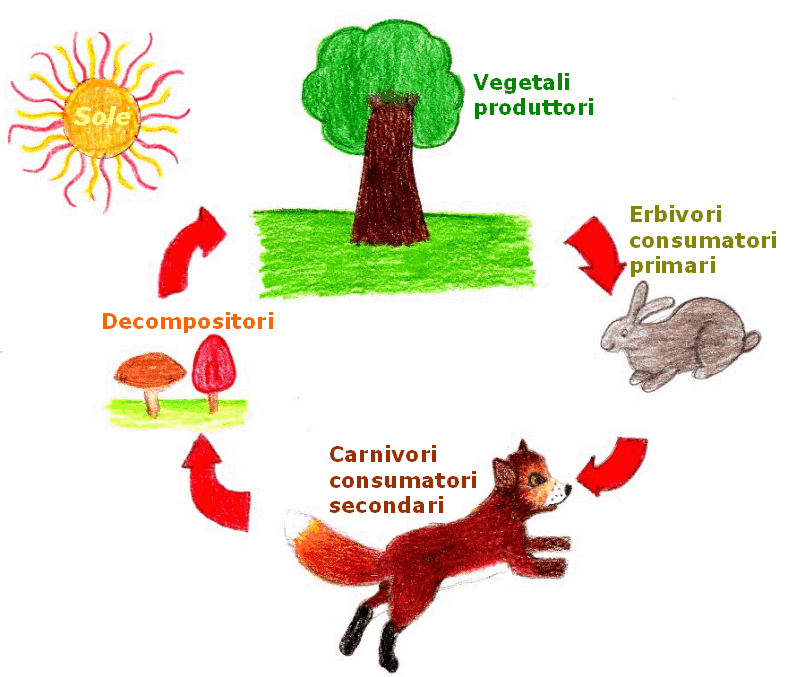 Sole
Vegetali
produttori
Erbivori
consumatori
primari
Decompositori
Carnivori
consumatori
secondari